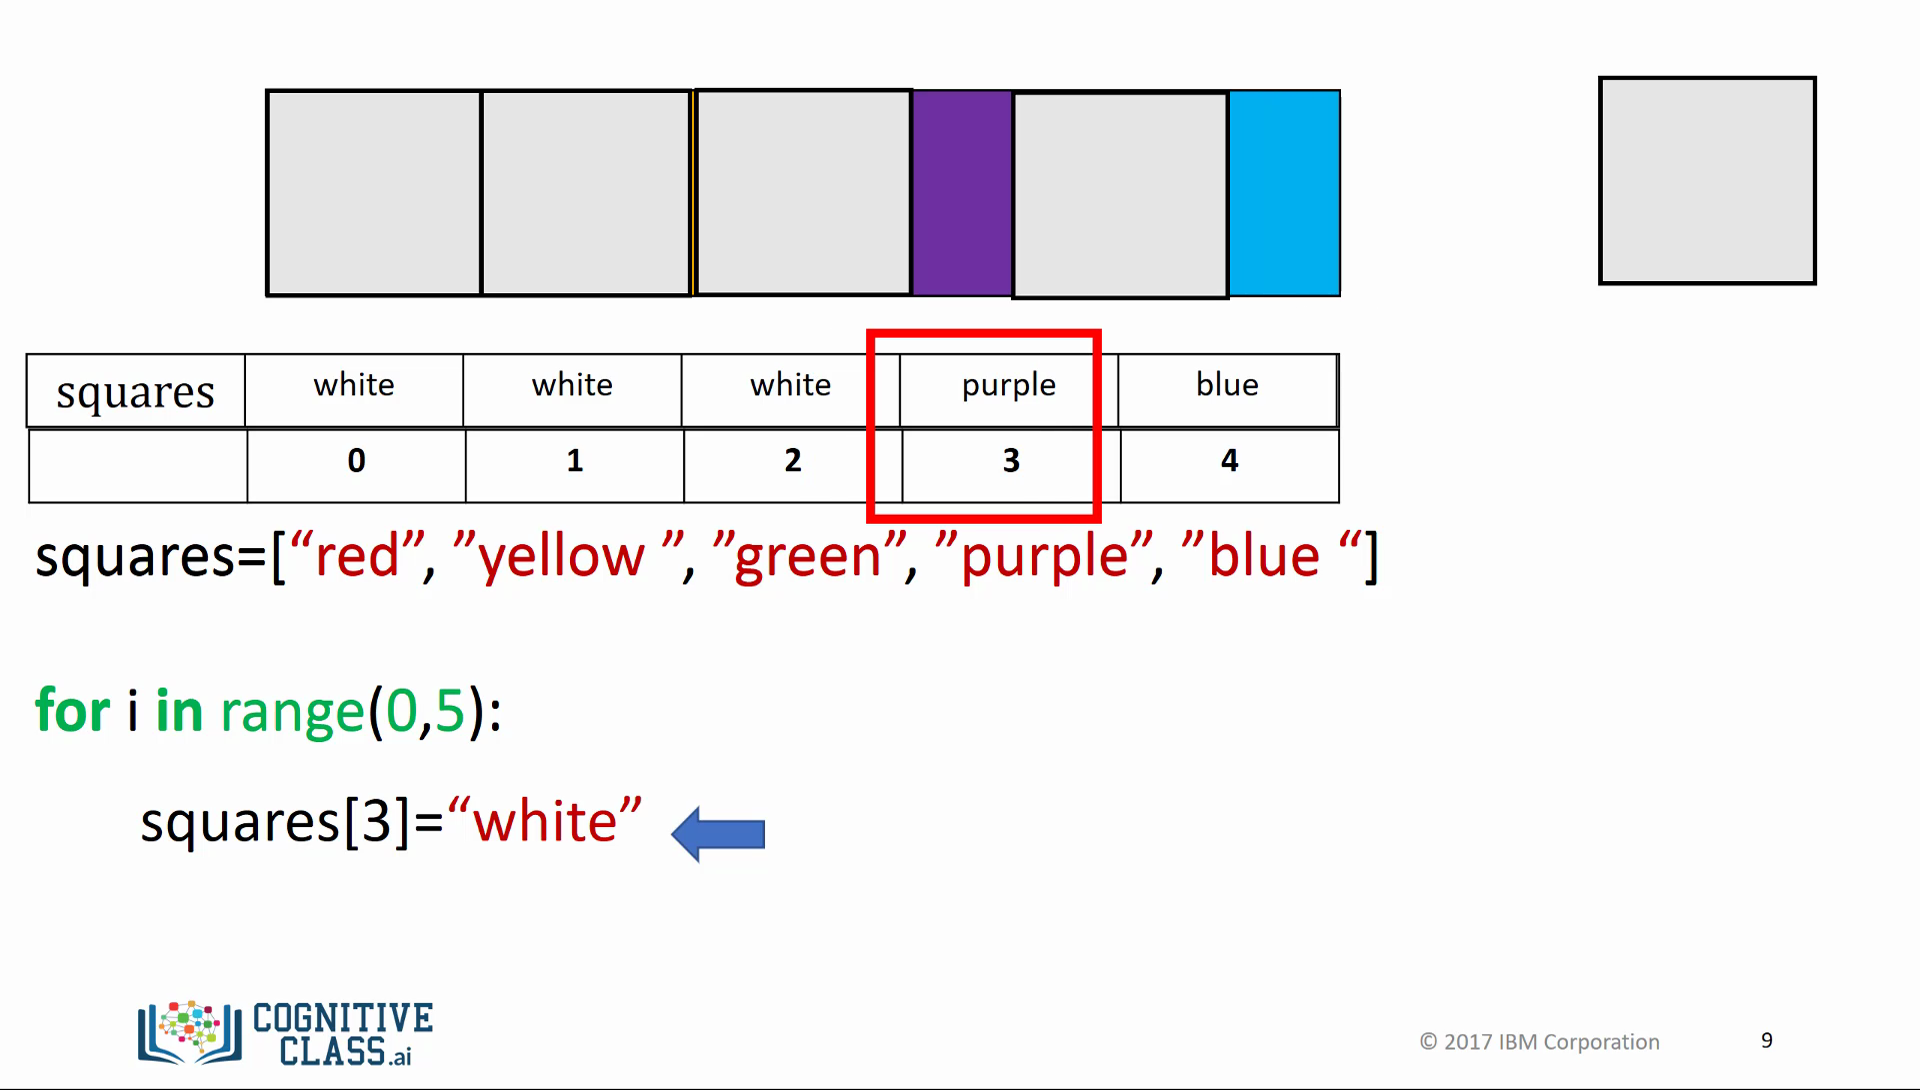 squares white white white purple blue
0 1 2 3 4
squares=[“red”, ”yellow ”, ”green”, ”purple”, ”blue “]
for i in range(0,5):
squares[3]=“white”
COGNITIVE
CLASS.ai
© 2017 IBM Corporation 9